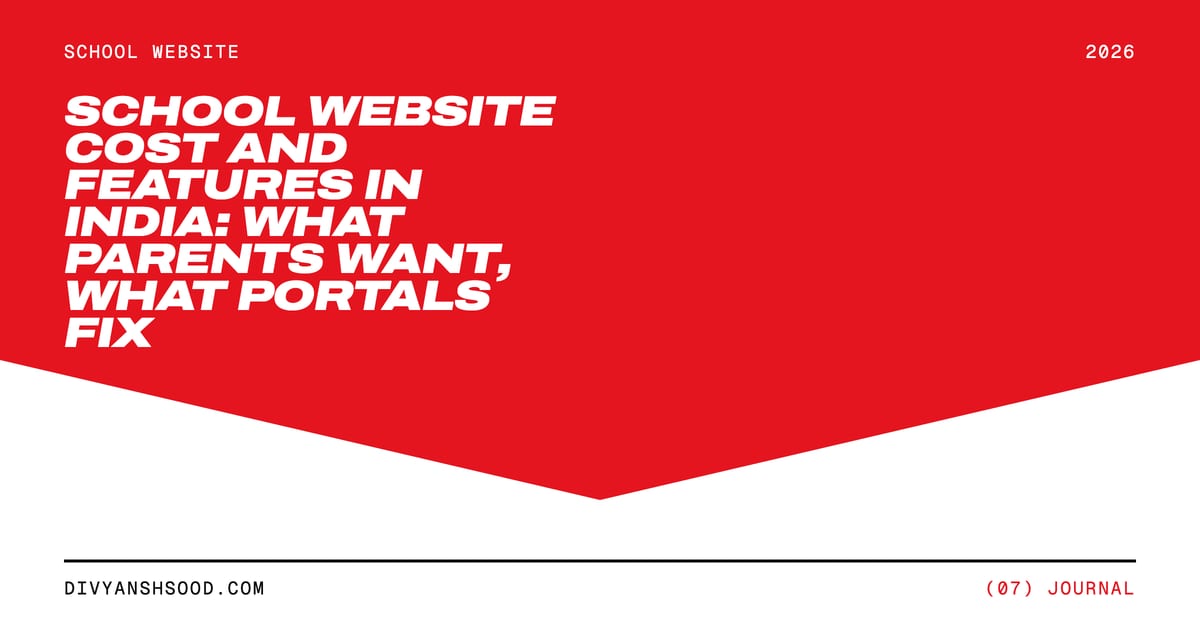 SCHOOL WEBSITE
2026
SCHOOL WEBSITE
COST AND
FEATURES IN
INDIA: WHAT
PARENTS WANT,
WHAT PORTALS
FIX
DIVYANSHSOOD.COM
(07) JOURNAL